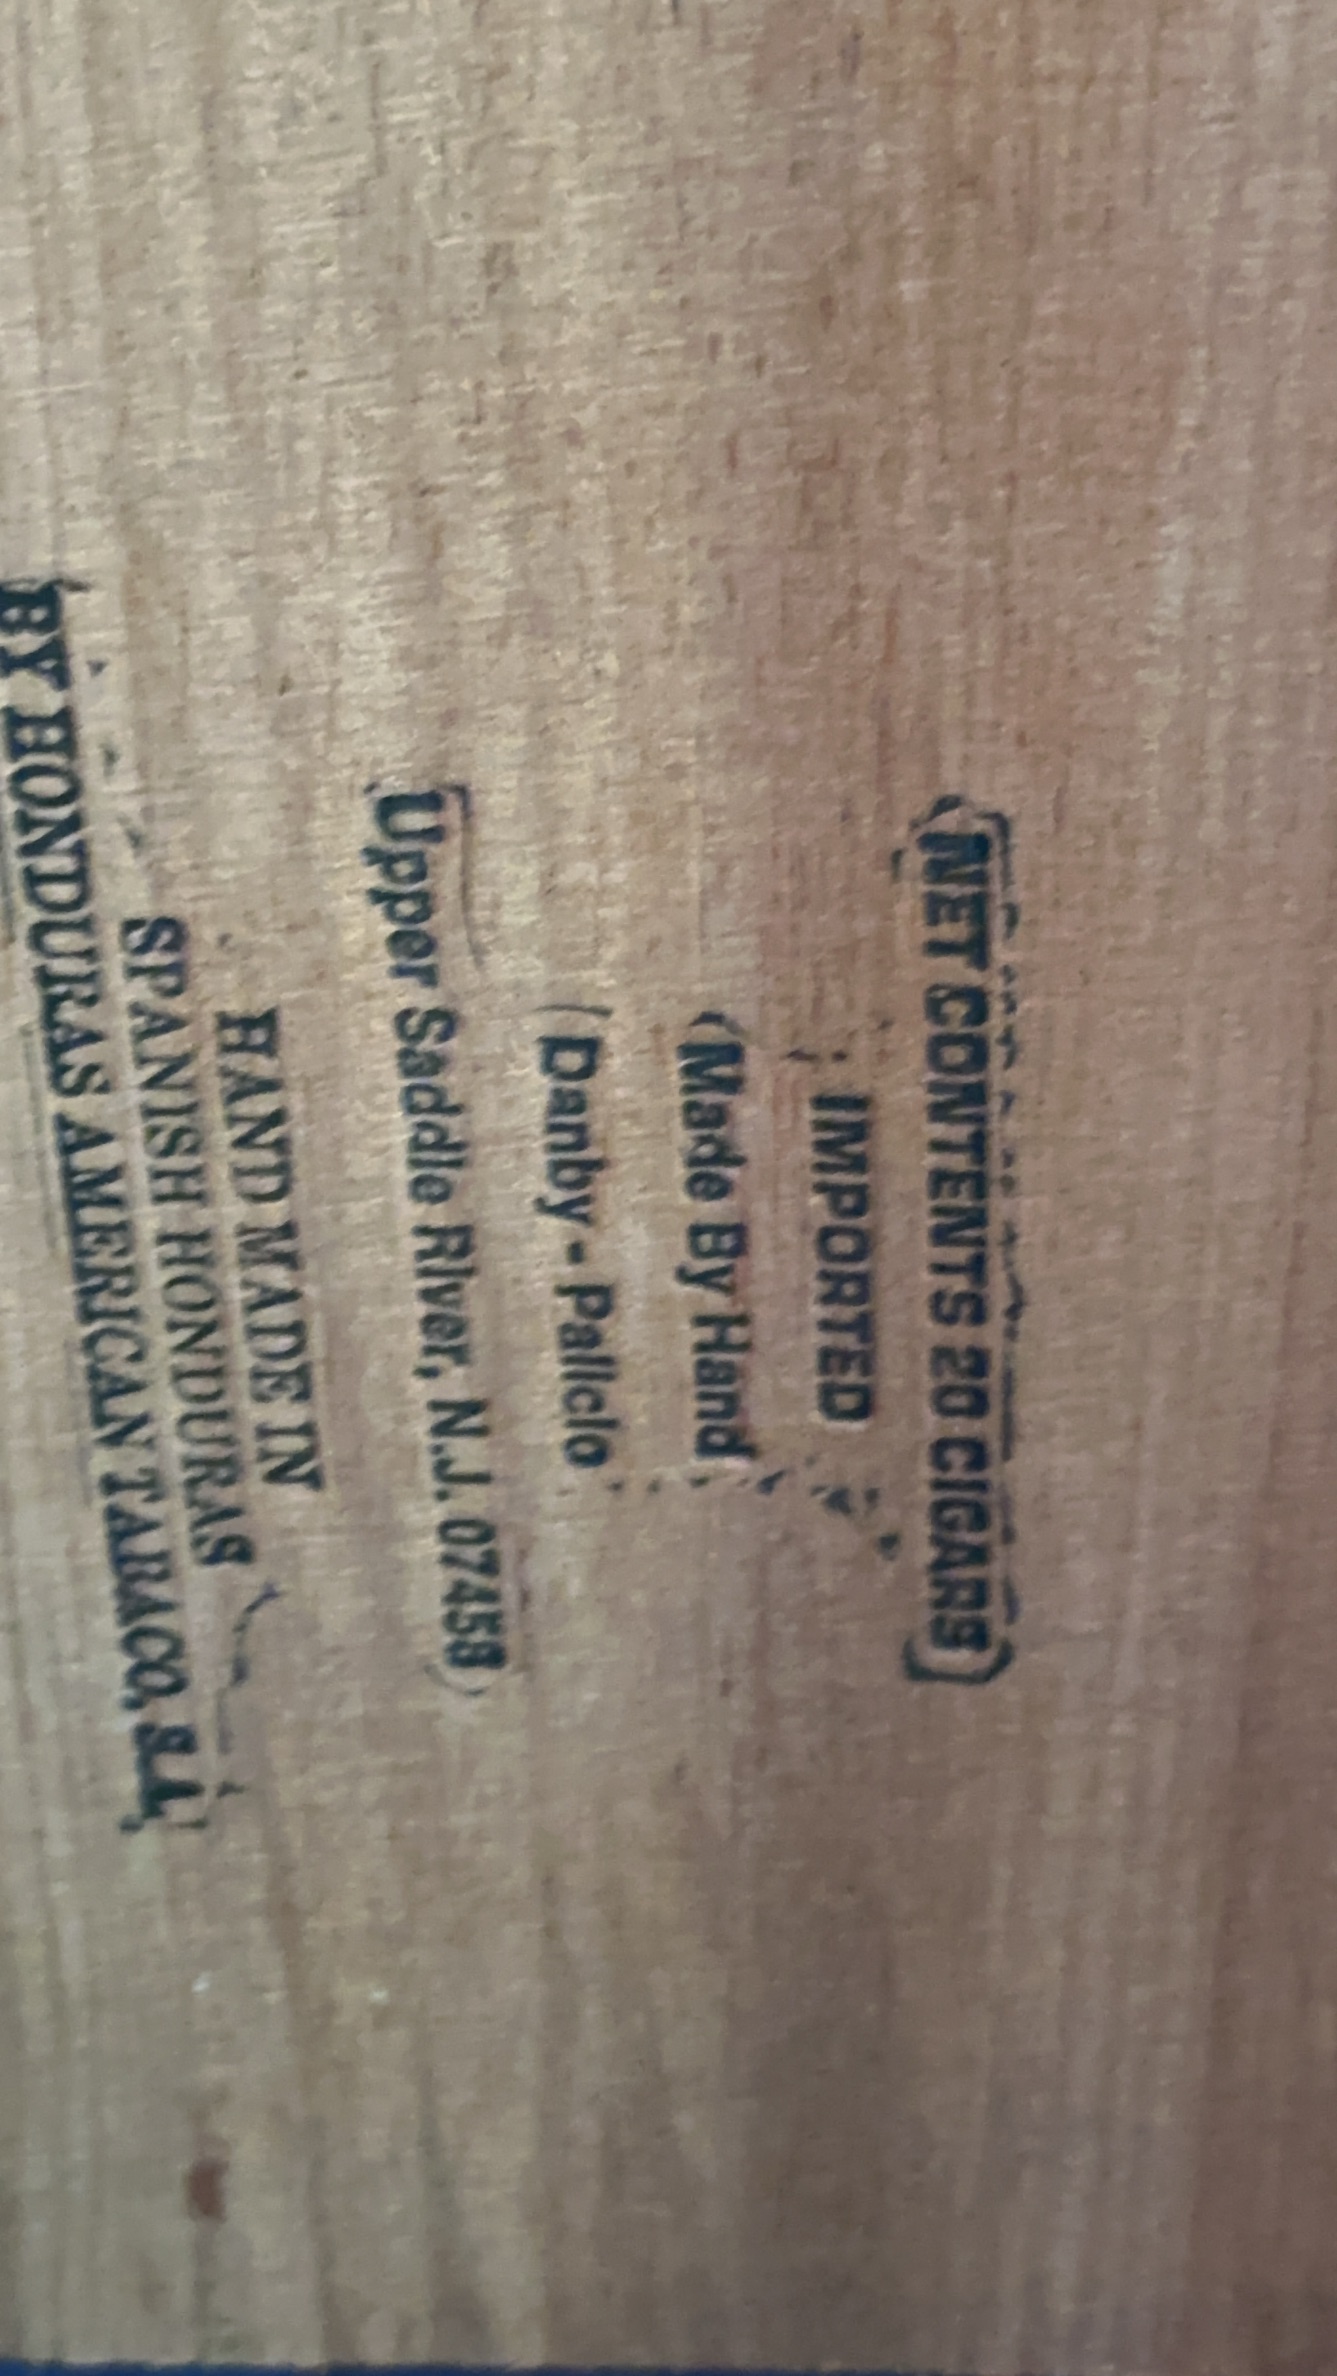 (NET CONTENTS 20 CIGARS)
IMPORTED
(Made By Hand
(Danby - Palicio
Upper Saddle River, N.J. 07458)
HAND MADE IN
SPANISH HONDURAS
BY HONDURAS AMERICAN TABACO, S.A.